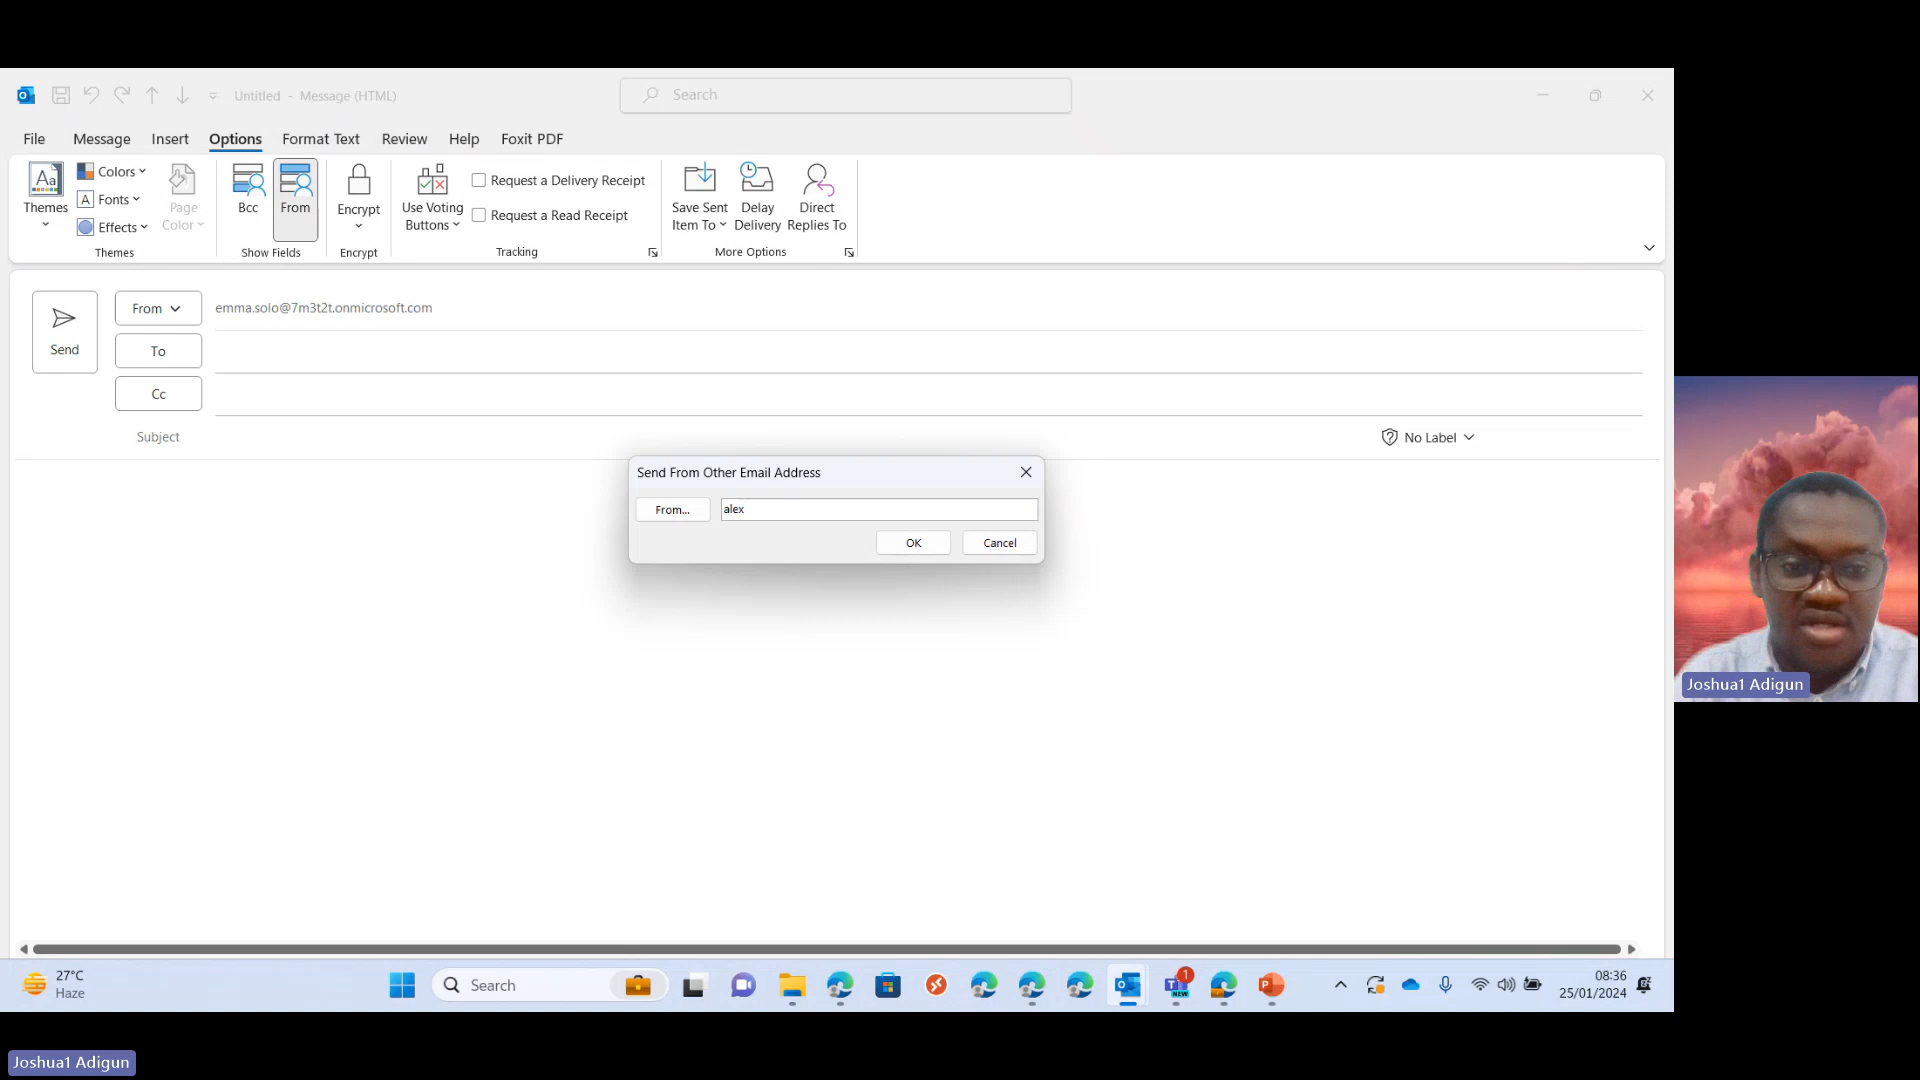 Untitled - Message (HTML)
Search
File
Message
Insert
Options
Format Text
Review
Help
Foxit PDF
Aa
Themes
Colors
A Fonts
Effects
Page
Color
Themes
Bcc
From
Show Fields
Encrypt
Encrypt
Use Voting
Buttons
Request a Delivery Receipt
Request a Read Receipt
Tracking
Save Sent
Item To
Delay
Delivery
Direct
Replies To
More Options
Send
From
emma.solo@7m3t2t.onmicrosoft.com
To
Cc
Subject
No Label
Send From Other Email Address
From...
alex
OK
Cancel
Joshua1 Adigun
27°C
Haze
Search
1
NEW
08:36
25/01/2024
Joshua1 Adigun